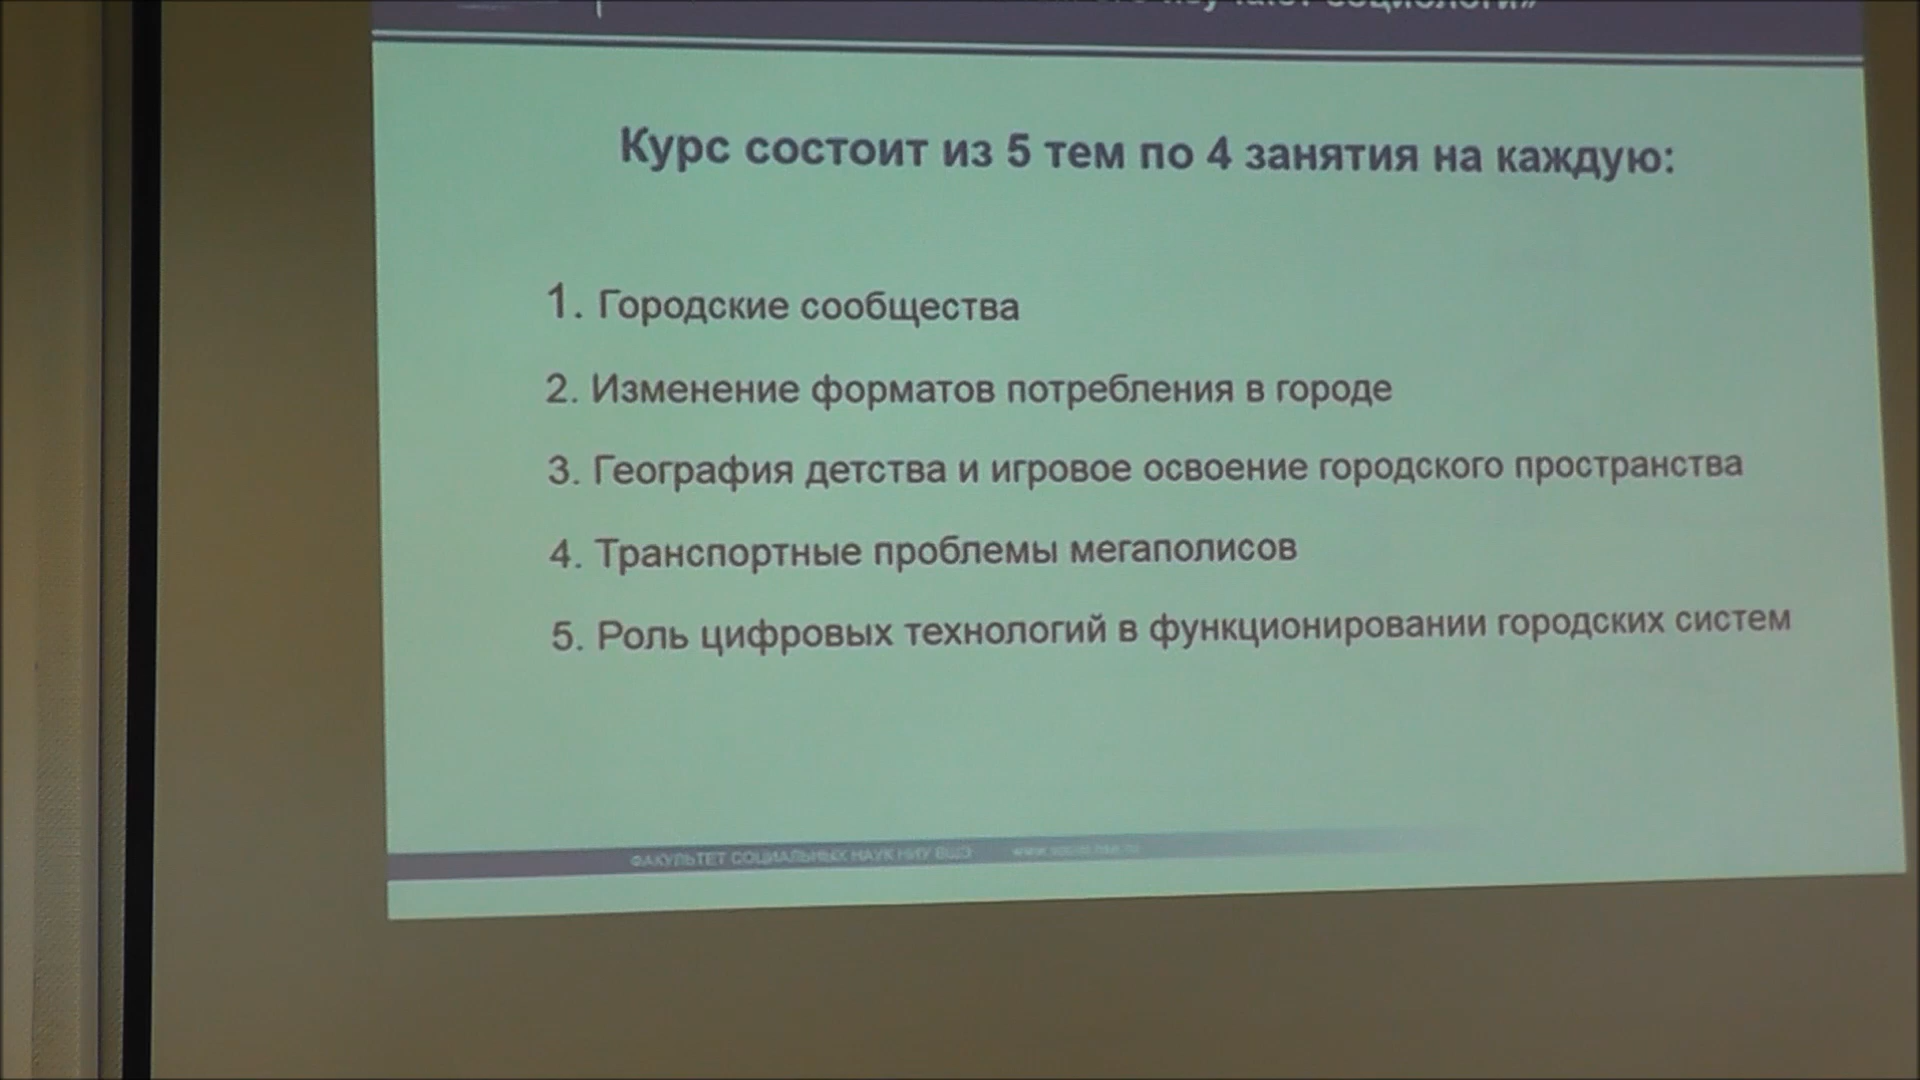 изучают социологи»
Курс состоит из 5 тем по 4 занятия на каждую:
1. Городские сообщества
2. Изменение форматов потребления в городе
3. География детства и игровое освоение городского пространства
4. Транспортные проблемы мегаполисов
5. Роль цифровых технологий в функционировании городских систем
ФАКУЛЬТЕТ СОЦИАЛЬНЫХ НАУК НИУ ВШЭ